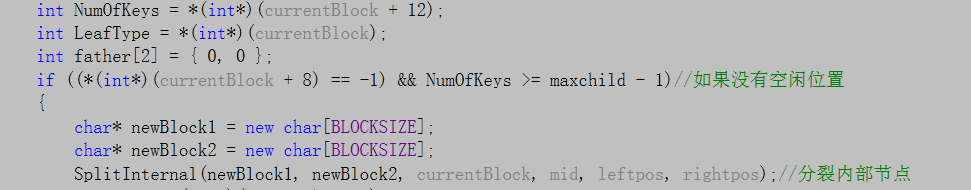 int NumOfKeys = *(int*)(currentBlock + 12);
int LeafType = *(int*)(currentBlock);
int father[2] = { 0, 0 };
if ((*(int*)(currentBlock + 8) == -1) && NumOfKeys >= maxchild - 1)//如果没有空闲位置
{
char* newBlock1 = new char[BLOCKSIZE];
char* newBlock2 = new char[BLOCKSIZE];
SplitInternal(newBlock1, newBlock2, currentBlock, mid, leftpos, rightpos);//分裂内部节点